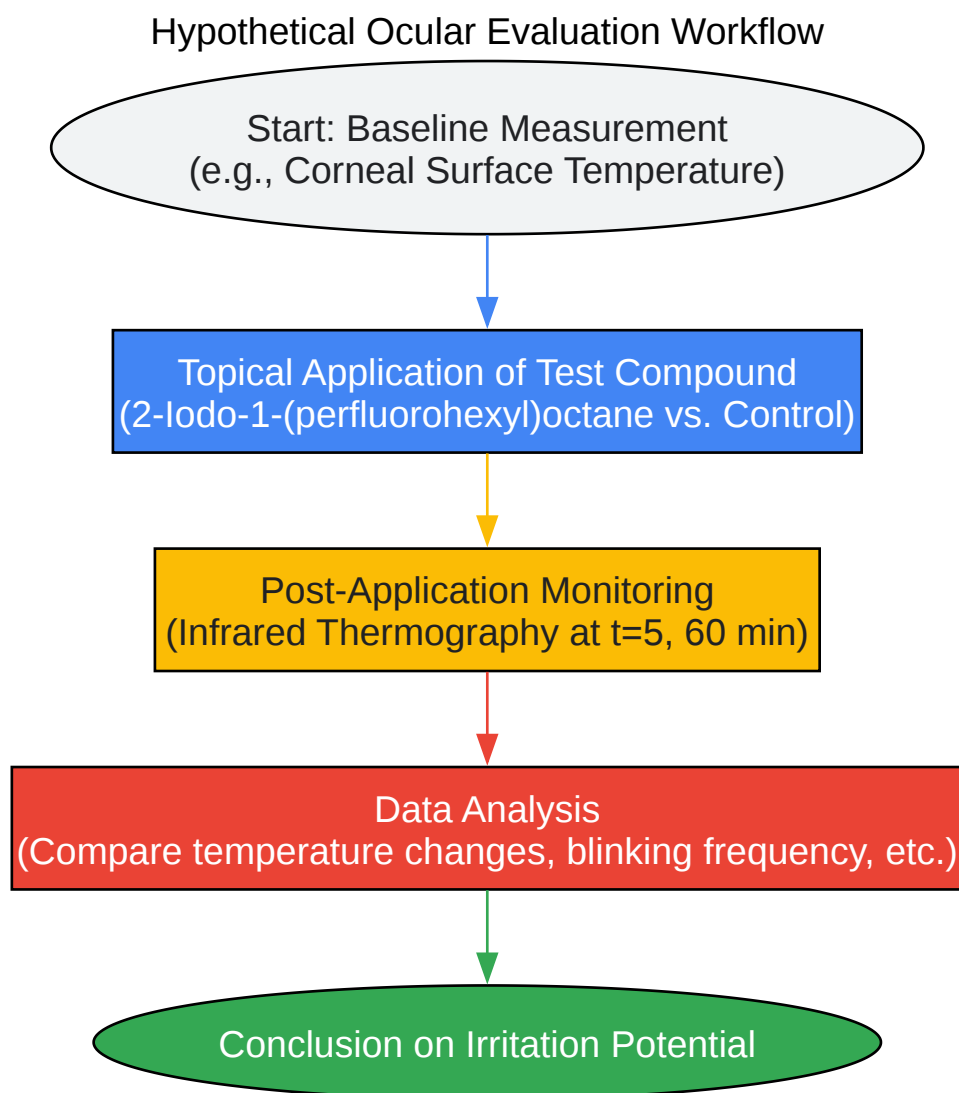 Hypothetical Ocular Evaluation Workflow
Start: Baseline Measurement
(e.g., Corneal Surface Temperature)
Topical Application of Test Compound
(2-Iodo-1-(perfluorohexyl)octane vs. Control)
Post-Application Monitoring
(Infrared Thermography at t=5, 60 min)
Data Analysis
(Compare temperature changes, blinking frequency, etc.)
Conclusion on Irritation Potential